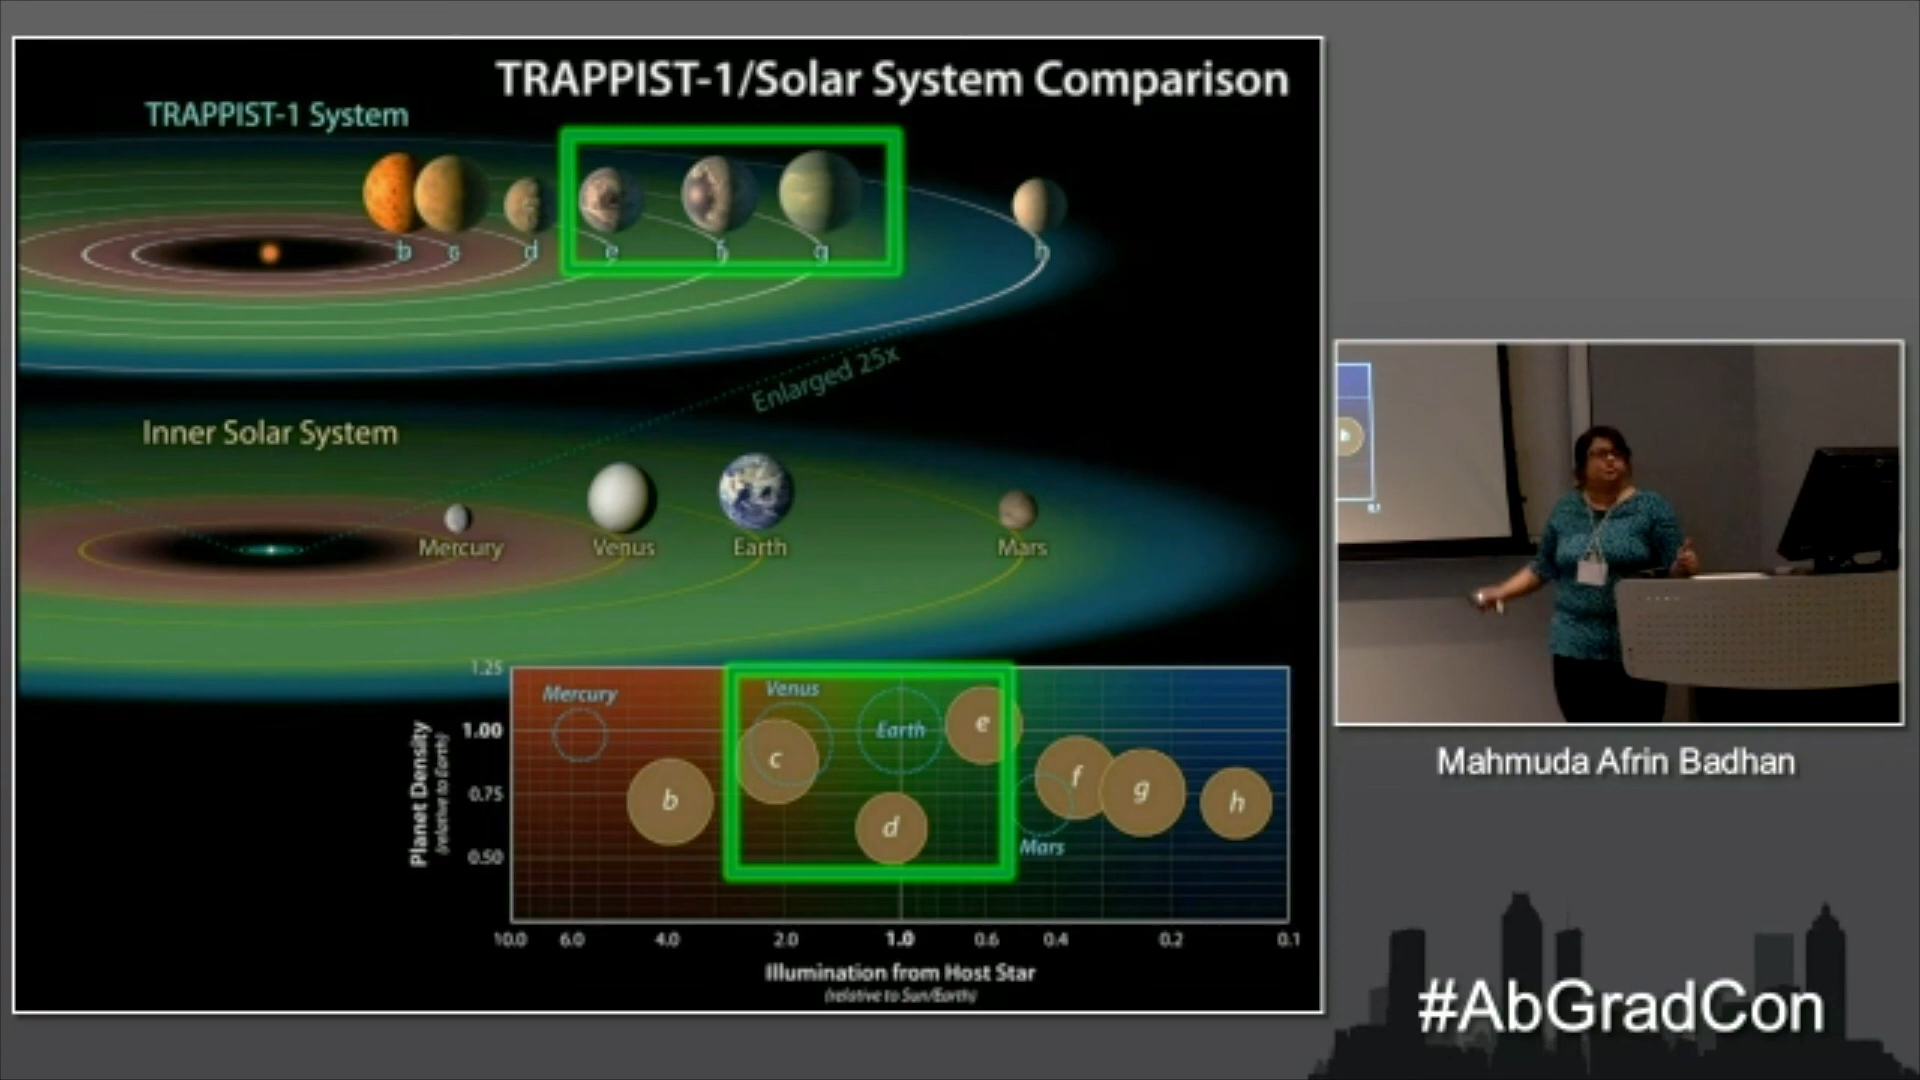 TRAPPIST-1/Solar System Comparison
TRAPPIST-1 System
b c d e f g h
Enlarged 25x
Inner Solar System
Mercury Venus Earth Mars
1.25
1.00
0.75
0.50
Planet Density
(relative to Earth)
Mercury Venus
Earth e
c f
b g h
d
Mars
10.0 6.0 4.0 2.0 1.0 0.6 0.4 0.2 0.1
Illumination from Host Star
(relative to Sun/Earth)
h
0.1
Mahmuda Afrin Badhan
#AbGradCon